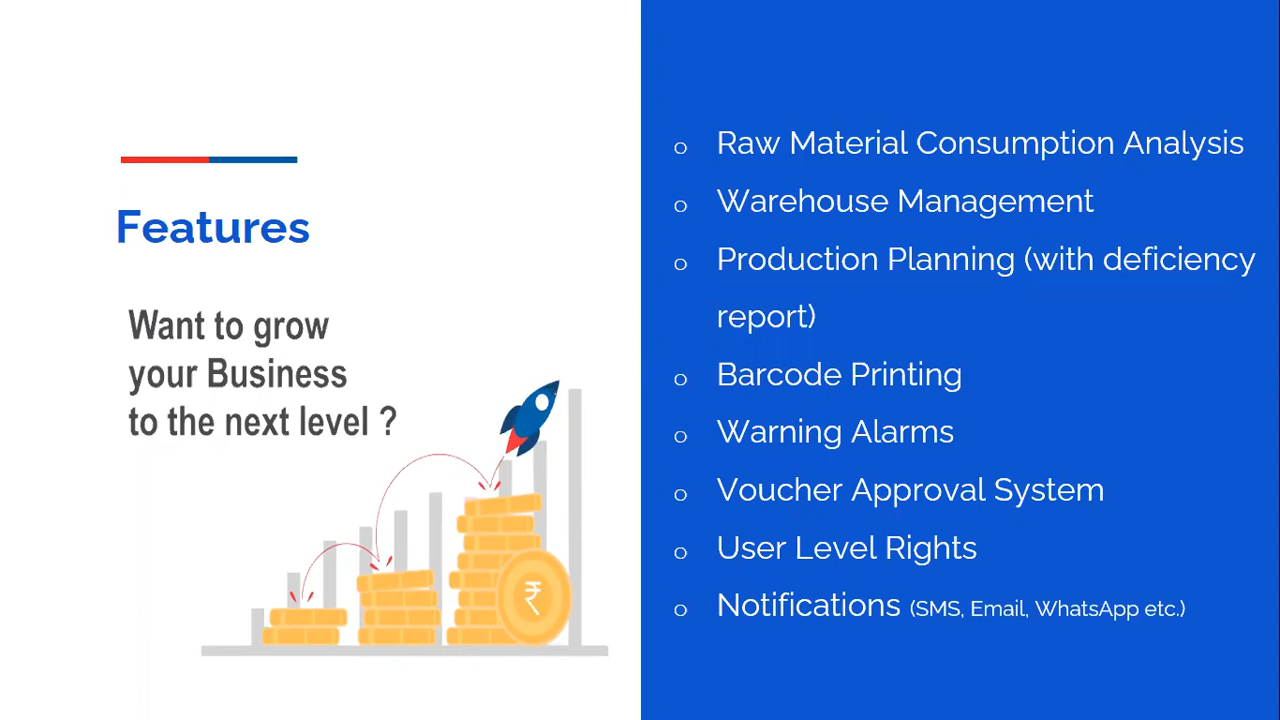 Features
Want to grow
your Business
to the next level ?
₹
o Raw Material Consumption Analysis
o Warehouse Management
o Production Planning (with deficiency
report)
o Barcode Printing
o Warning Alarms
o Voucher Approval System
o User Level Rights
o Notifications (SMS, Email, WhatsApp etc.)